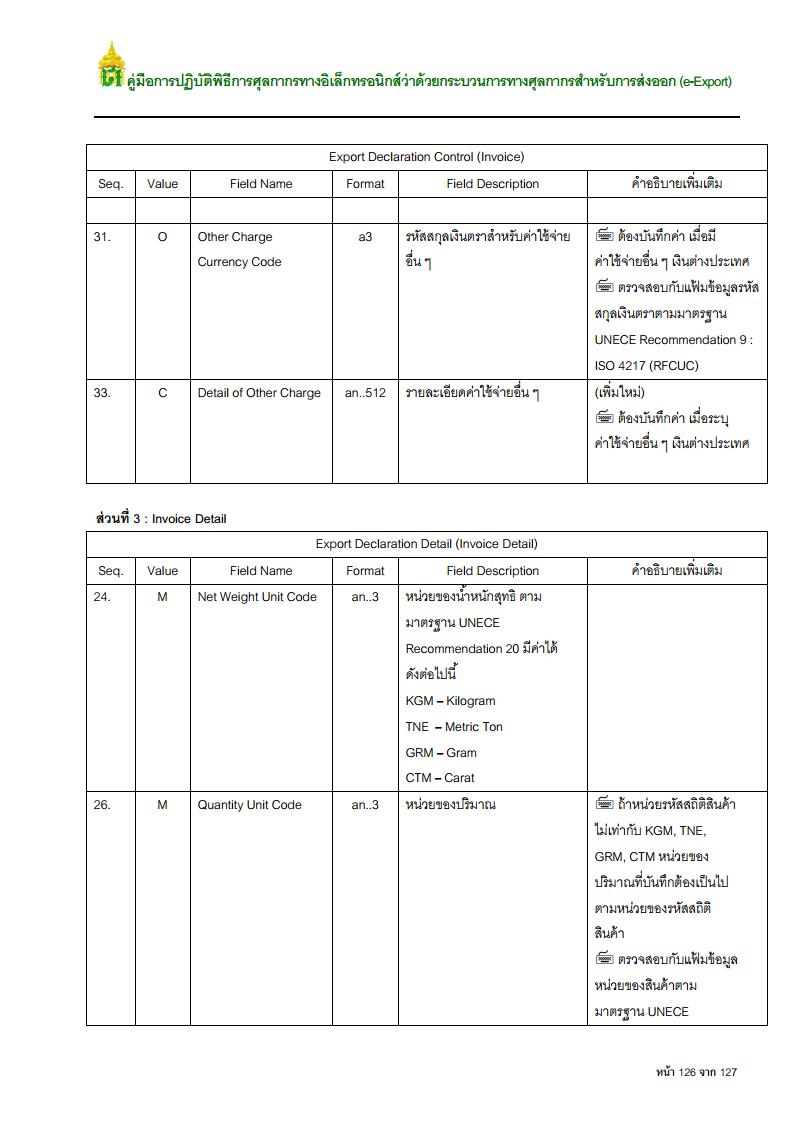 คู่มือการปฏิบัติพิธีการศุลกากรทางอิเล็กทรอนิกส์ว่าด้วยกระบวนการทางศุลกากรสำหรับการส่งออก (e-Export)
Export Declaration Control (Invoice)
Seq. Value Field Name Format Field Description คำอธิบายเพิ่มเติม
31. O Other Charge a3 รหัสสกุลเงินตราสำหรับค่าใช้จ่าย ต้องบันทึกค่า เมื่อมี
Currency Code อื่น ๆ ค่าใช้จ่ายอื่น ๆ เงินต่างประเทศ
ตรวจสอบกับแฟ้มข้อมูลรหัส
สกุลเงินตราตามมาตรฐาน
UNECE Recommendation 9 :
ISO 4217 (RFCUC)
33. C Detail of Other Charge an..512 รายละเอียดค่าใช้จ่ายอื่น ๆ (เพิ่มใหม่)
ต้องบันทึกค่า เมื่อระบุ
ค่าใช้จ่ายอื่น ๆ เงินต่างประเทศ
ส่วนที่ 3 : Invoice Detail
Export Declaration Detail (Invoice Detail)
Seq. Value Field Name Format Field Description คำอธิบายเพิ่มเติม
24. M Net Weight Unit Code an..3 หน่วยของน้ำหนักสุทธิ ตาม
มาตรฐาน UNECE
Recommendation 20 มีค่าได้
ดังต่อไปนี้
KGM – Kilogram
TNE – Metric Ton
GRM – Gram
CTM – Carat
26. M Quantity Unit Code an..3 หน่วยของปริมาณ ถ้าหน่วยรหัสสถิติสินค้า
ไม่เท่ากับ KGM, TNE,
GRM, CTM หน่วยของ
ปริมาณที่บันทึกต้องเป็นไป
ตามหน่วยของรหัสสถิติ
สินค้า
ตรวจสอบกับแฟ้มข้อมูล
หน่วยของสินค้าตาม
มาตรฐาน UNECE
หน้า 126 จาก 127